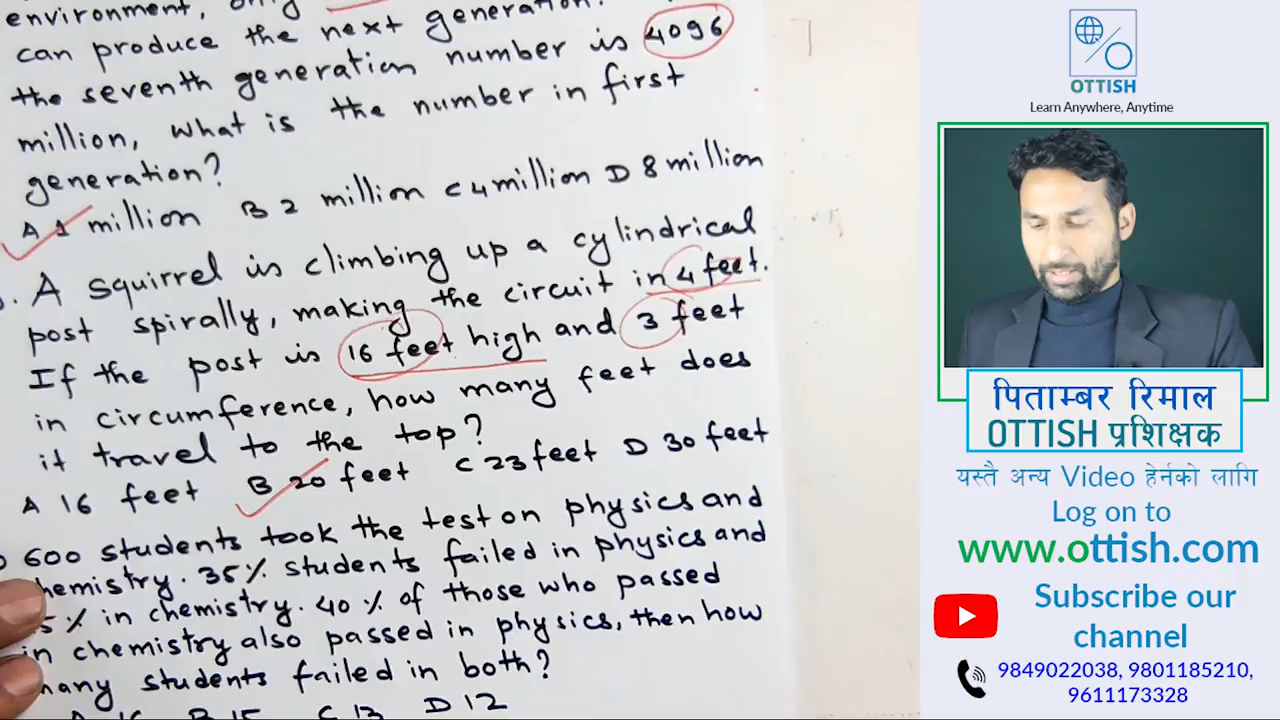 environment, only
can produce the next generation.
the seventh generation number is 4096
million, what is the number in first
generation?
A 1 million B 2 million C 4 million D 8 million
. A squirrel is climbing up a cylindrical
post spirally, making the circuit in 4 feet.
If the post is 16 feet high and 3 feet
in circumference, how many feet does
it travel to the top?
A 16 feet B 20 feet C 23 feet D 30 feet
600 students took the test on physics and
hemistry. 35% students failed in physics and
5% in chemistry. 40% of those who passed
in chemistry also passed in physics, then how
many students failed in both?
B 15 C 13 D 12
OTTISH
Learn Anywhere, Anytime
पिताम्बर रिमाल
OTTISH प्रशिक्षक
यस्तै अन्य Video हेर्नको लागि
Log on to
www.ottish.com
Subscribe our
channel
9849022038, 9801185210,
9611173328